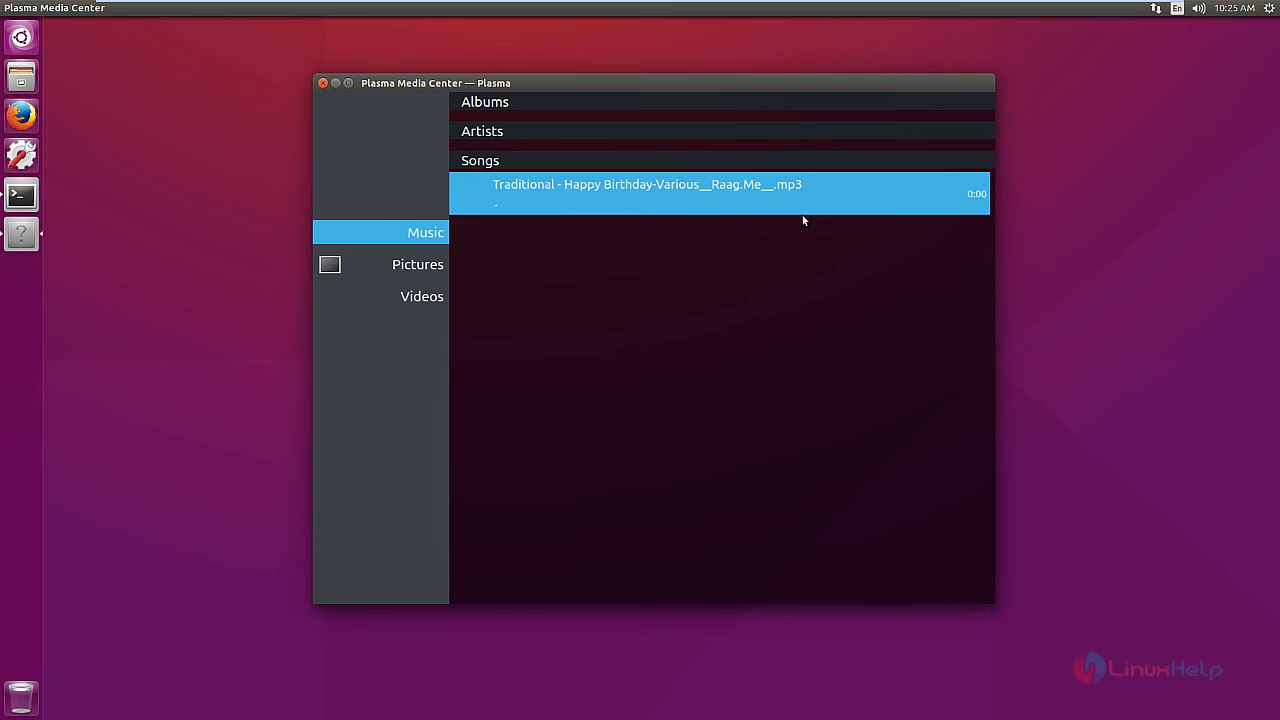 Plasma Media Center
En
10:25 AM
Plasma Media Center — Plasma
Albums
Artists
Songs
Traditional - Happy Birthday-Various__Raag.Me__.mp3
0:00
-
Music
Pictures
Videos
LinuxHelp